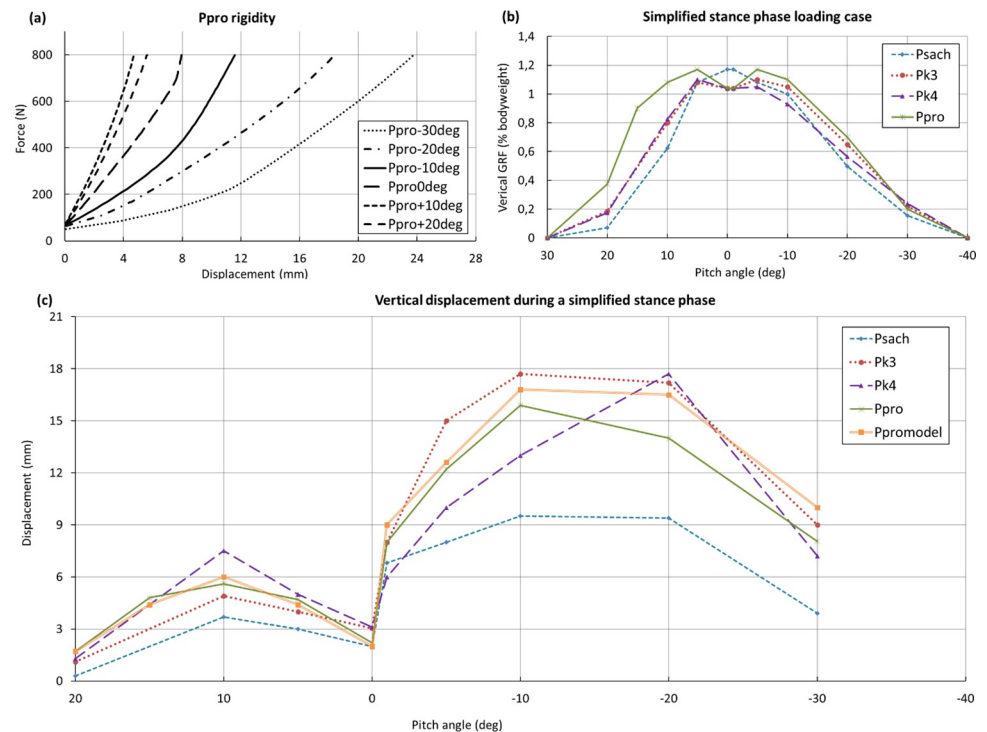 (a)
Ppro rigidity
800
600
400
200
0
Force (N)
0 4 8 12 16 20 24 28
Displacement (mm)
Ppro-30deg
Ppro-20deg
Ppro-10deg
Ppro0deg
Ppro+10deg
Ppro+20deg
(b)
Simplified stance phase loading case
1,4
1,2
1
0,8
0,6
0,4
0,2
0
Verical GRF (% bodyweight)
30 20 10 0 -10 -20 -30 -40
Pitch angle (deg)
Psach
Pk3
Pk4
Ppro
(c)
Vertical displacement during a simplified stance phase
21
18
15
12
9
6
3
0
Displacement (mm)
20 10 0 -10 -20 -30 -40
Pitch angle (deg)
Psach
Pk3
Pk4
Ppro
Ppromodel